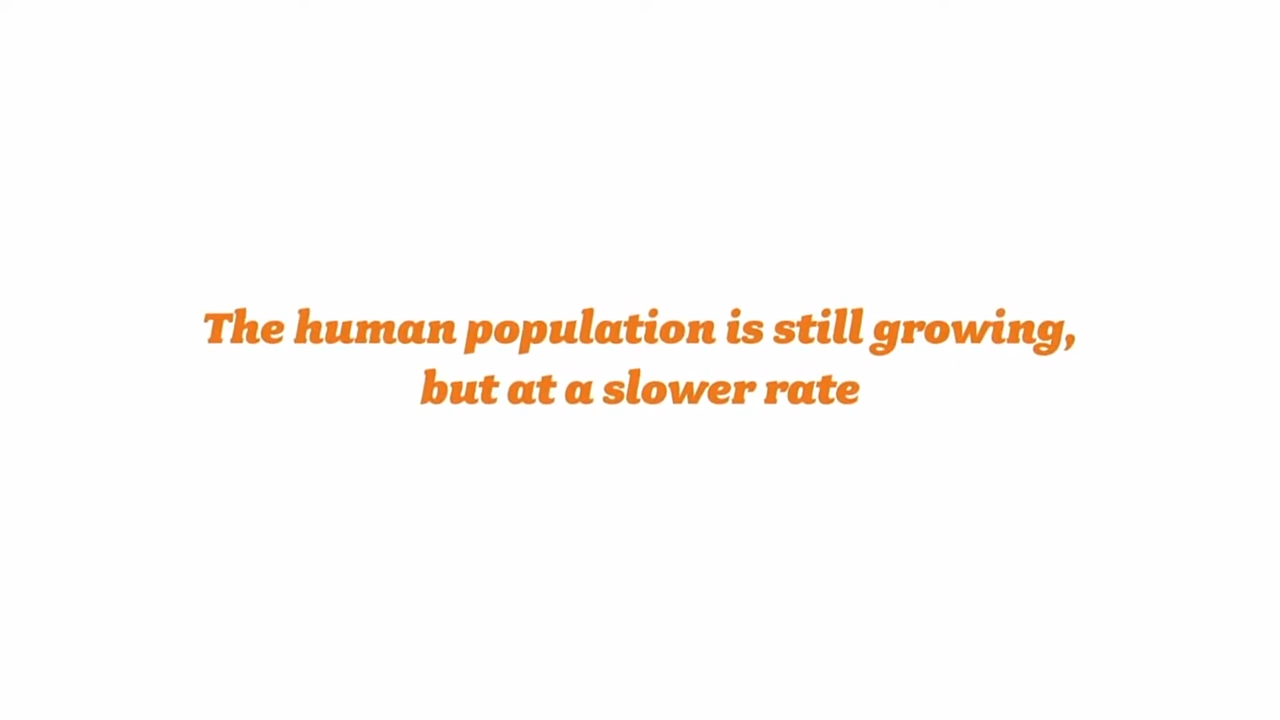 The human population is still growing,
but at a slower rate